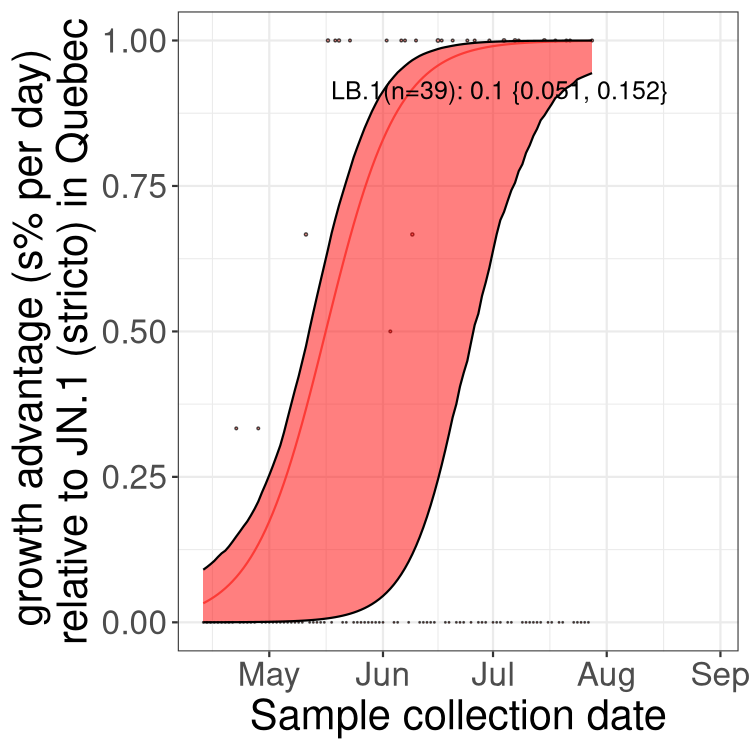 growth advantage (s% per day)
relative to JN.1 (stricto) in Quebec
1.00
0.75
0.50
0.25
0.00
LB.1(n=39): 0.1 {0.051, 0.152}
May Jun Jul Aug Sep
Sample collection date